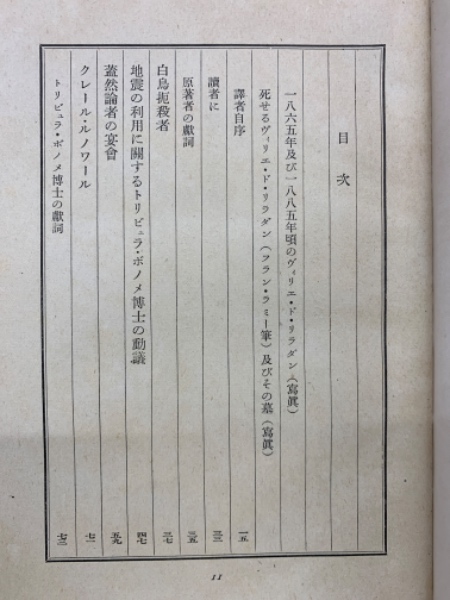 目次
一八六五年及び一八八五年頃のヴィリエ・ド・リラダン(寫眞)
死せるヴィリエ・ド・リラダン(フラン・ラミー筆)及びその墓(寫眞)
譯者自序 一五
讀者に 三三
原著者の獻詞 三五
白鳥扼殺者 三七
地震の利用に關するトリビュラ・ボノメ博士の動議 四七
蓋然論者の宴會 五九
クレール・ルノワール 七一
トリビュラ・ボノメ博士の獻詞 七三
11